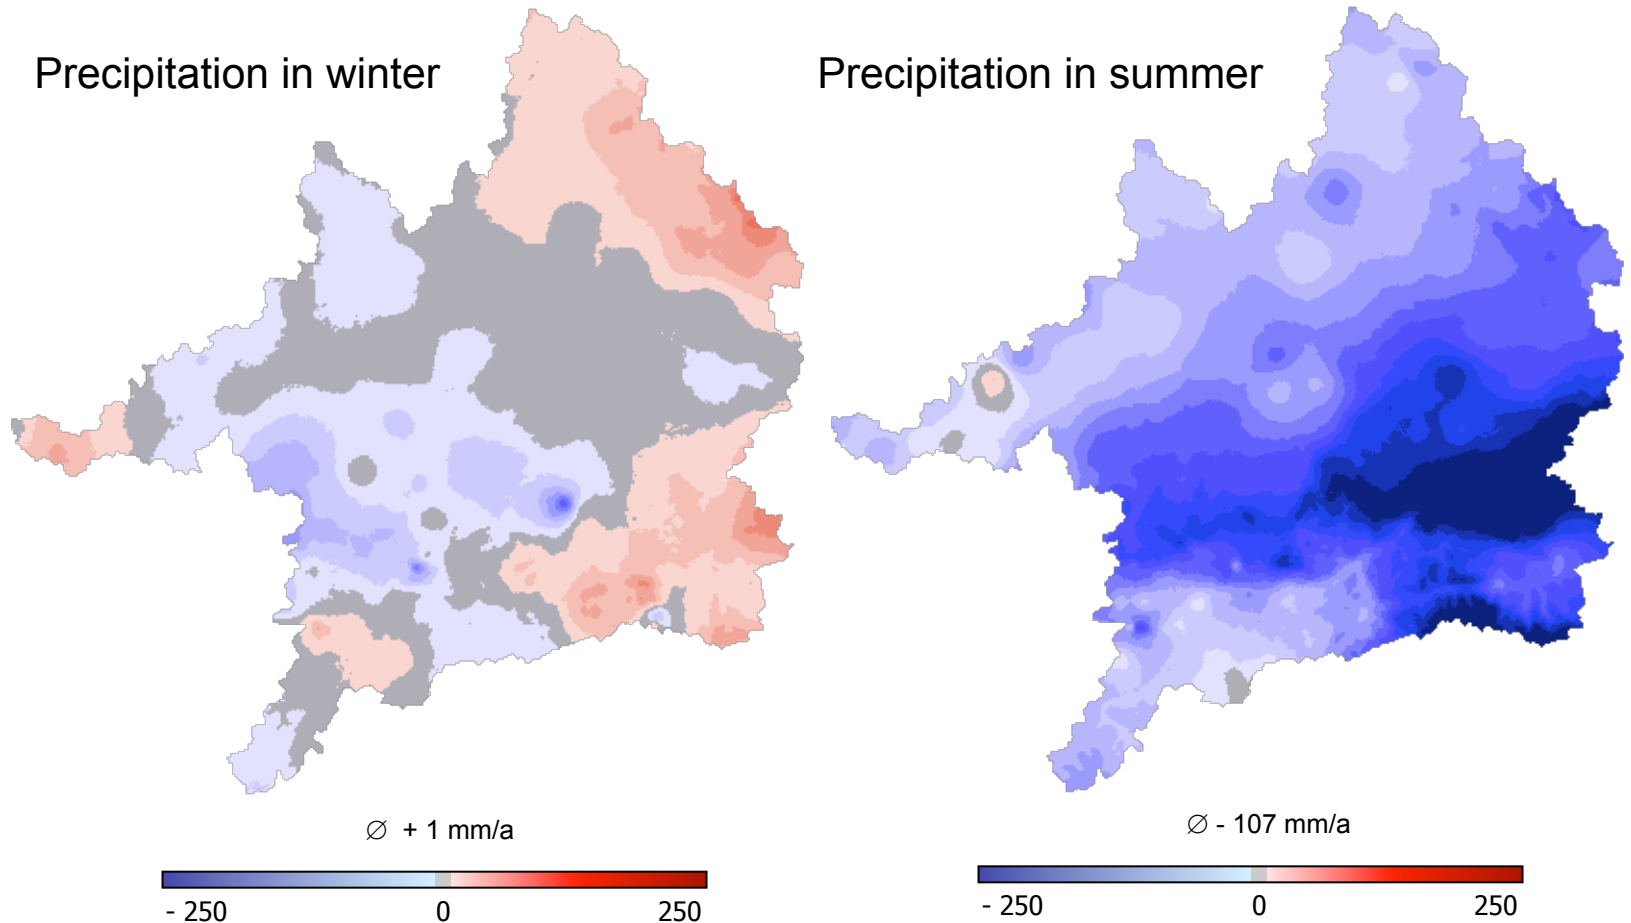 Precipitation in winter
Precipitation in summer
∅ + 1 mm/a
∅ - 107 mm/a
- 250 0 250
- 250 0 250